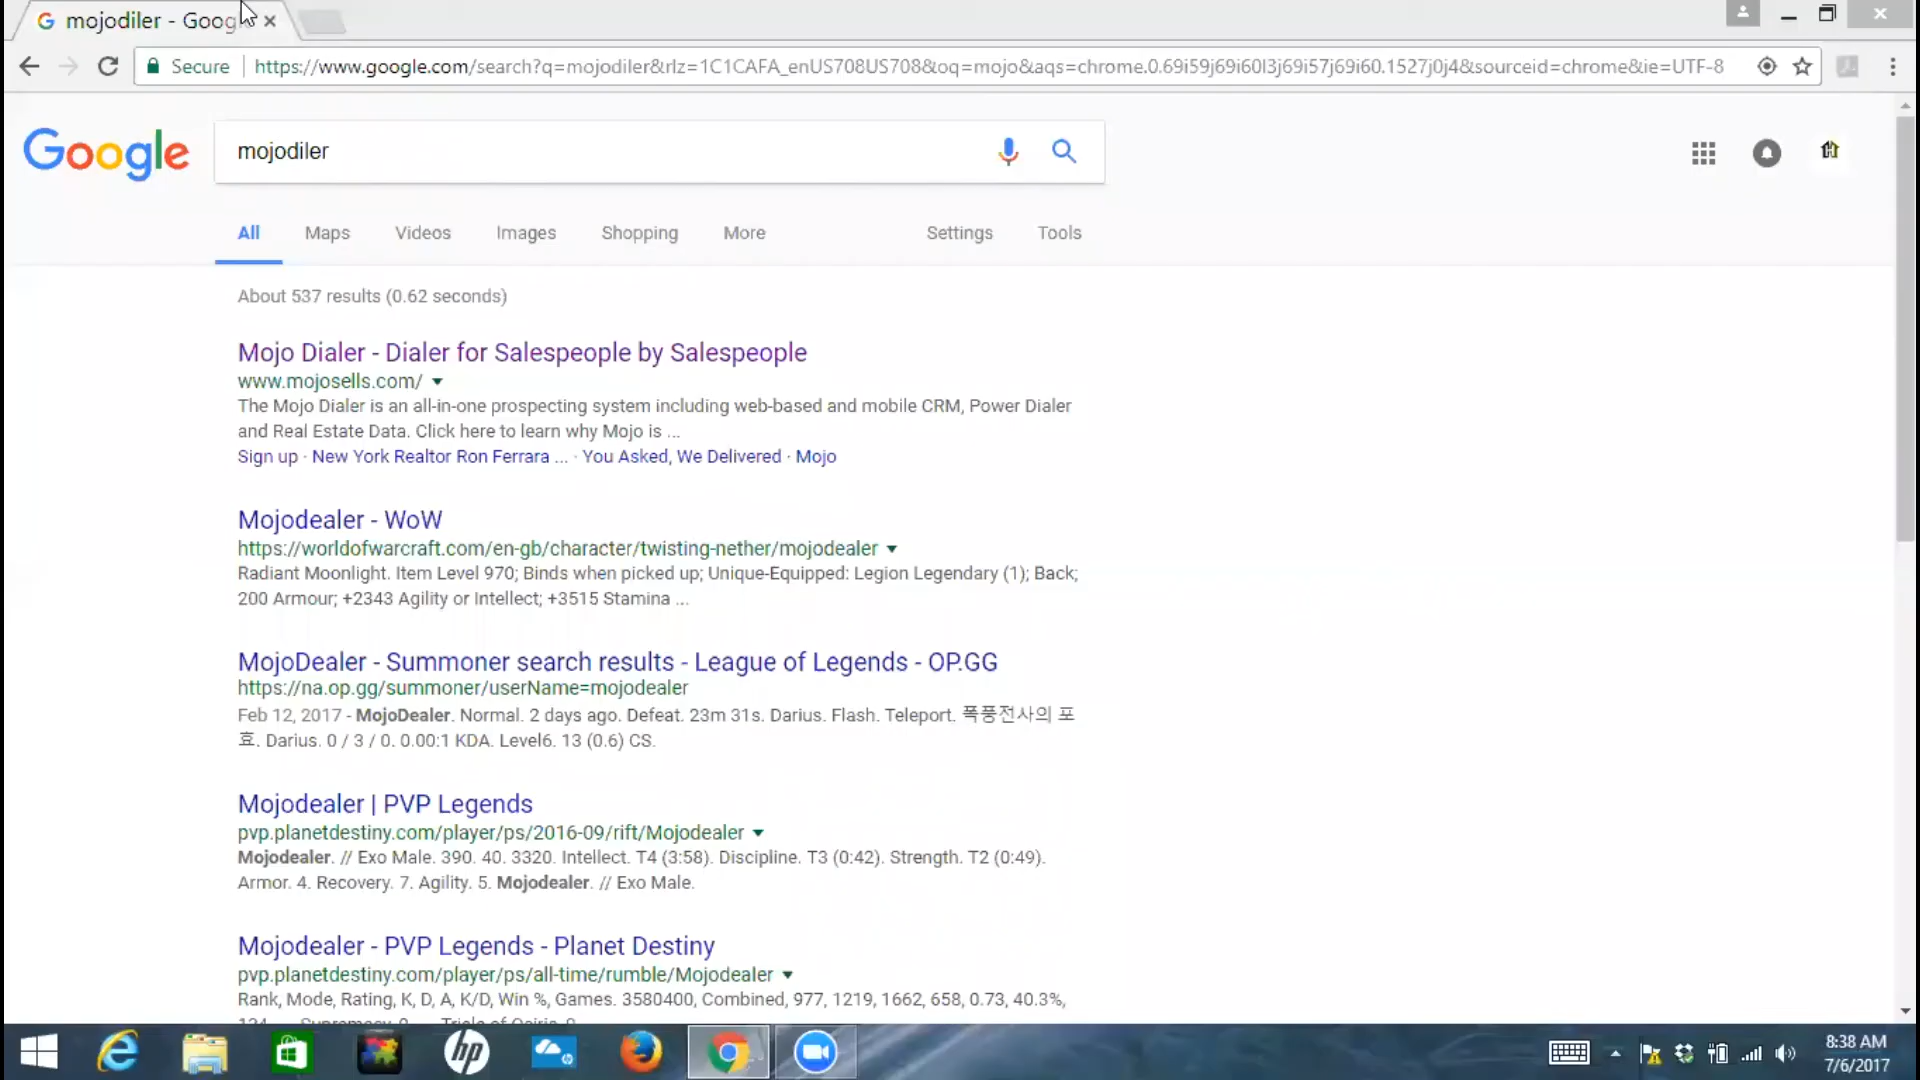 mojodiler - Goog
Secure
https://www.google.com/search?q=mojodiler&rlz=1C1CAFA_enUS708US708&oq=mojo&aqs=chrome.0.69i59j69i60l3j69i57j69i60.1527j0j4&sourceid=chrome&ie=UTF-8
Google
mojodiler
All
Maps
Videos
Images
Shopping
More
Settings
Tools
About 537 results (0.62 seconds)
Mojo Dialer - Dialer for Salespeople by Salespeople
www.mojosells.com/
The Mojo Dialer is an all-in-one prospecting system including web-based and mobile CRM, Power Dialer
and Real Estate Data. Click here to learn why Mojo is ...
Sign up · New York Realtor Ron Ferrara ... · You Asked, We Delivered · Mojo
Mojodealer - WoW
https://worldofwarcraft.com/en-gb/character/twisting-nether/mojodealer
Radiant Moonlight. Item Level 970; Binds when picked up; Unique-Equipped: Legion Legendary (1); Back;
200 Armour; +2343 Agility or Intellect; +3515 Stamina ...
MojoDealer - Summoner search results - League of Legends - OP.GG
https://na.op.gg/summoner/userName=mojodealer
Feb 12, 2017 - MojoDealer. Normal. 2 days ago. Defeat. 23m 31s. Darius. Flash. Teleport. 폭풍전사의 포
효. Darius. 0 / 3 / 0. 0.00:1 KDA. Level6. 13 (0.6) CS.
Mojodealer | PVP Legends
pvp.planetdestiny.com/player/ps/2016-09/rift/Mojodealer
Mojodealer. // Exo Male. 390. 40. 3320. Intellect. T4 (3:58). Discipline. T3 (0:42). Strength. T2 (0:49).
Armor. 4. Recovery. 7. Agility. 5. Mojodealer. // Exo Male.
Mojodealer - PVP Legends - Planet Destiny
pvp.planetdestiny.com/player/ps/all-time/rumble/Mojodealer
Rank, Mode, Rating, K, D, A, K/D, Win %, Games. 3580400, Combined, 977, 1219, 1662, 658, 0.73, 40.3%,
hp
8:38 AM
7/6/2017